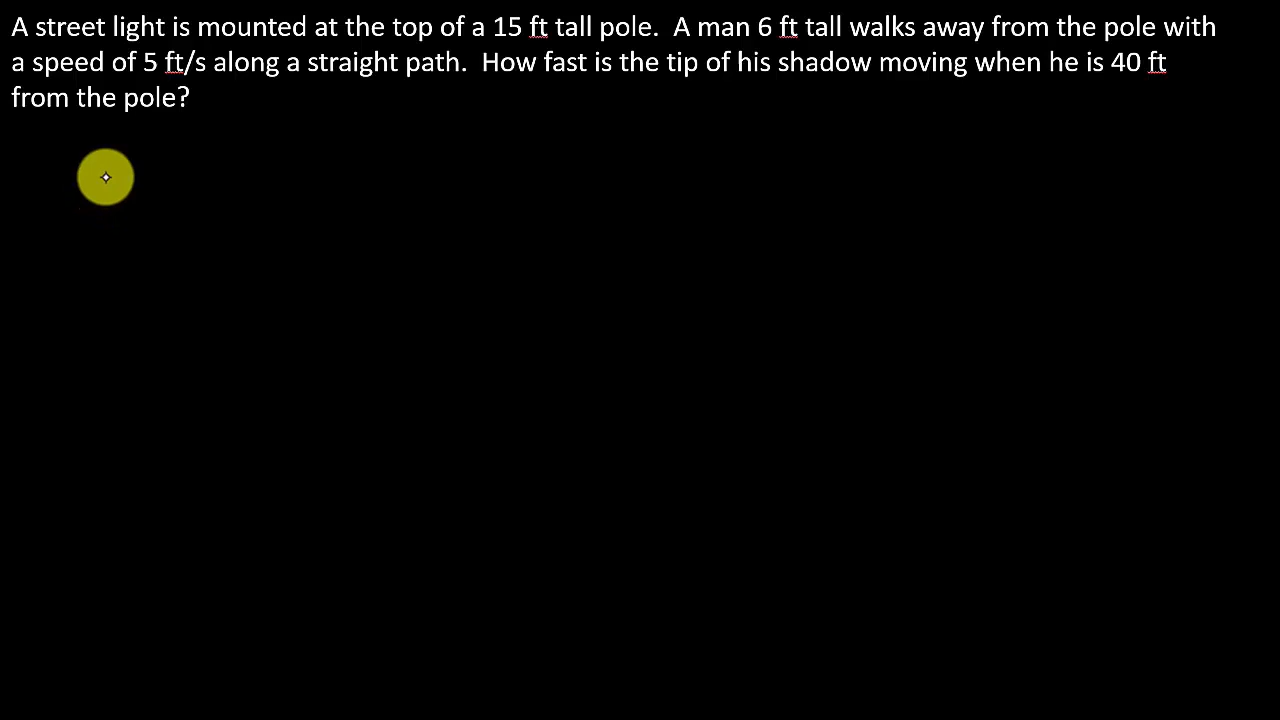 A street light is mounted at the top of a 15 ft tall pole.  A man 6 ft tall walks away from the pole with
a speed of 5 ft/s along a straight path.  How fast is the tip of his shadow moving when he is 40 ft
from the pole?